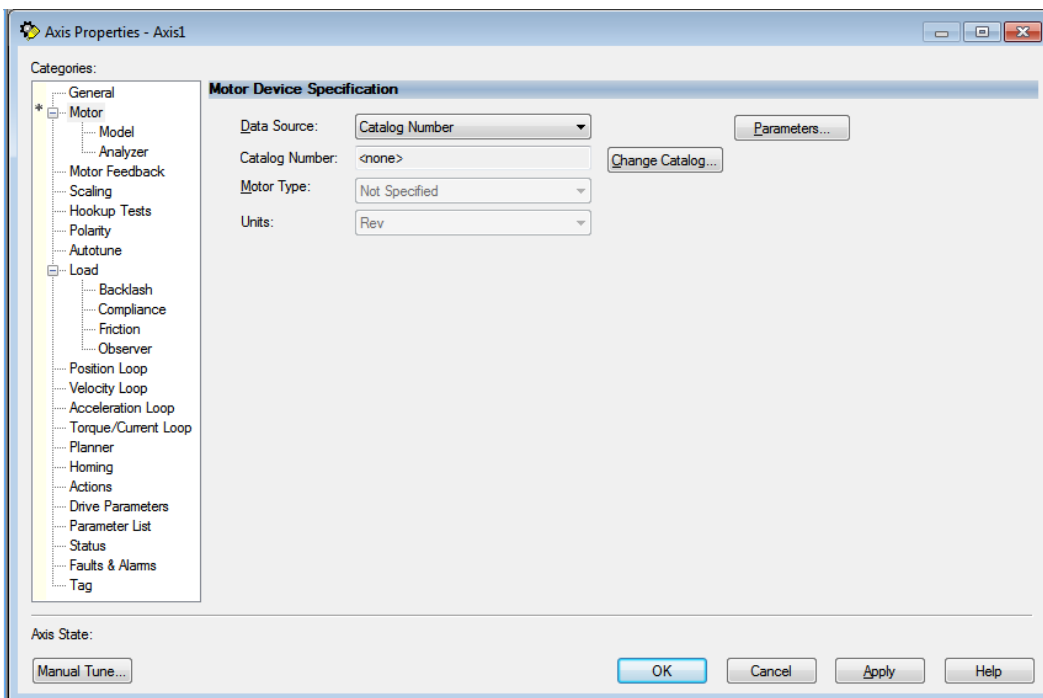 Axis Properties - Axis1
Categories:
General
* Motor
Model
Analyzer
Motor Feedback
Scaling
Hookup Tests
Polarity
Autotune
Load
Backlash
Compliance
Friction
Observer
Position Loop
Velocity Loop
Acceleration Loop
Torque/Current Loop
Planner
Homing
Actions
Drive Parameters
Parameter List
Status
Faults & Alarms
Tag
Motor Device Specification
Data Source: Catalog Number Parameters...
Catalog Number: <none> Change Catalog...
Motor Type: Not Specified
Units: Rev
Axis State:
Manual Tune... OK Cancel Apply Help